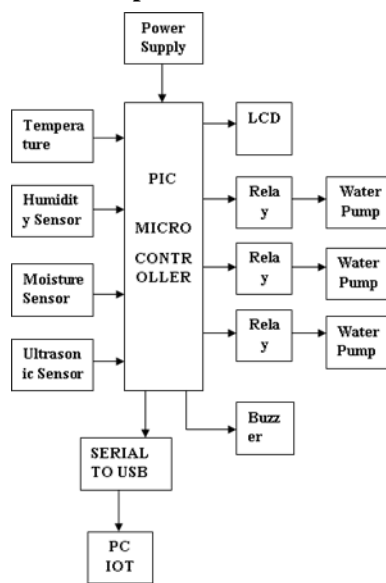 Power
Supply
Tempera
ture
Humidit
y Sensor
Moisture
Sensor
Ultrason
ic Sensor
PIC
MICRO
CONTR
OLLER
LCD
Rela
y
Water
Pump
Rela
y
Water
Pump
Rela
y
Water
Pump
Buzz
er
SERIAL
TO USB
PC
IOT